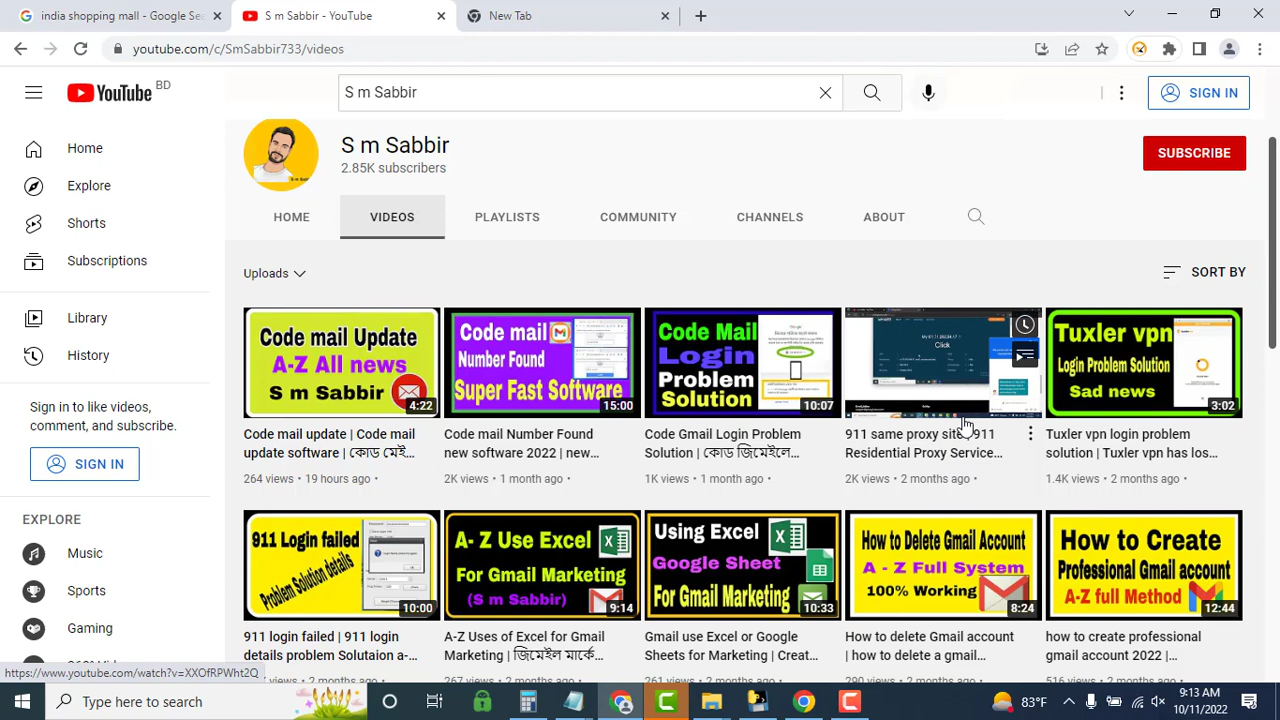 india shopping mall - Google Se
S m Sabbir - YouTube
New Tab
youtube.com/c/SmSabbir733/videos
YouTube BD
S m Sabbir
SIGN IN
Home
Explore
Shorts
Subscriptions
Library
History
Sign in to like videos,
comment, and subscribe.
SIGN IN
EXPLORE
Music
Sports
Gaming
S m Sabbir
2.85K subscribers
SUBSCRIBE
HOME
VIDEOS
PLAYLISTS
COMMUNITY
CHANNELS
ABOUT
Uploads
SORT BY
Code mail Update
A-Z All news
S m Sabbir
4:22
Code mail update | Code mail
update software | কোড মেই...
264 views • 19 hours ago •
Code mail
Number Found
Super Fast Software
15:00
Code mail Number Found
new software 2022 | new...
2K views • 1 month ago •
Code Mail
Login
Problem
Solution
10:07
Code Gmail Login Problem
Solution | কোড জিমেইলে...
1K views • 1 month ago •
Click
911 same proxy site 911
Residential Proxy Service...
2K views • 2 months ago •
Tuxler vpn
Login Problem
Solution
Sad news
3:02
Tuxler vpn login problem
solution | Tuxler vpn has los...
1.4K views • 2 months ago •
911 Login failed
Problem Solution details
10:00
911 login failed | 911 login
details problem Solutaion a-...
A- Z Use Excel
For Gmail Marketing
(S m Sabbir)
9:14
A-Z Uses of Excel for Gmail
Marketing | জিমেইল মার্কে...
267 views • 2 months ago •
Using Excel
Google Sheet
For Gmail Marketing
10:33
Gmail use Excel or Google
Sheets for Marketing | Creat...
How to Delete Gmail Account
A - Z Full System
100% Working
8:24
How to delete Gmail account
| how to delete a gmail...
How to Create
Professional Gmail account
A-Z full Method
12:44
how to create professional
gmail account 2022 |...
https://www.youtube.com/watch?v=XXOfRPWht2Q
Type here to search
83°F
9:13 AM
10/11/2022